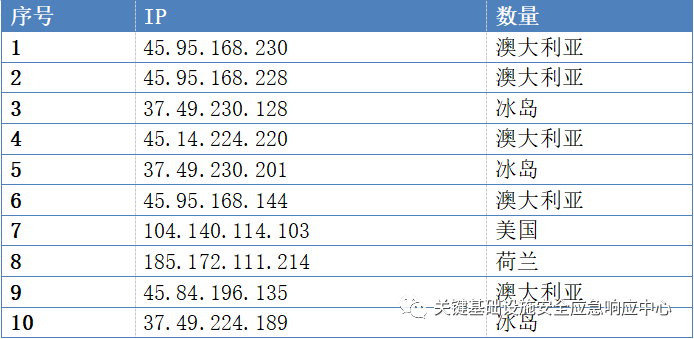 序号 IP 数量
1 45.95.168.230 澳大利亚
2 45.95.168.228 澳大利亚
3 37.49.230.128 冰岛
4 45.14.224.220 澳大利亚
5 37.49.230.201 冰岛
6 45.95.168.144 澳大利亚
7 104.140.114.103 美国
8 185.172.111.214 荷兰
9 45.84.196.135 澳大利亚
关键基础设施安全应急响应中心
10 37.49.224.189 冰岛